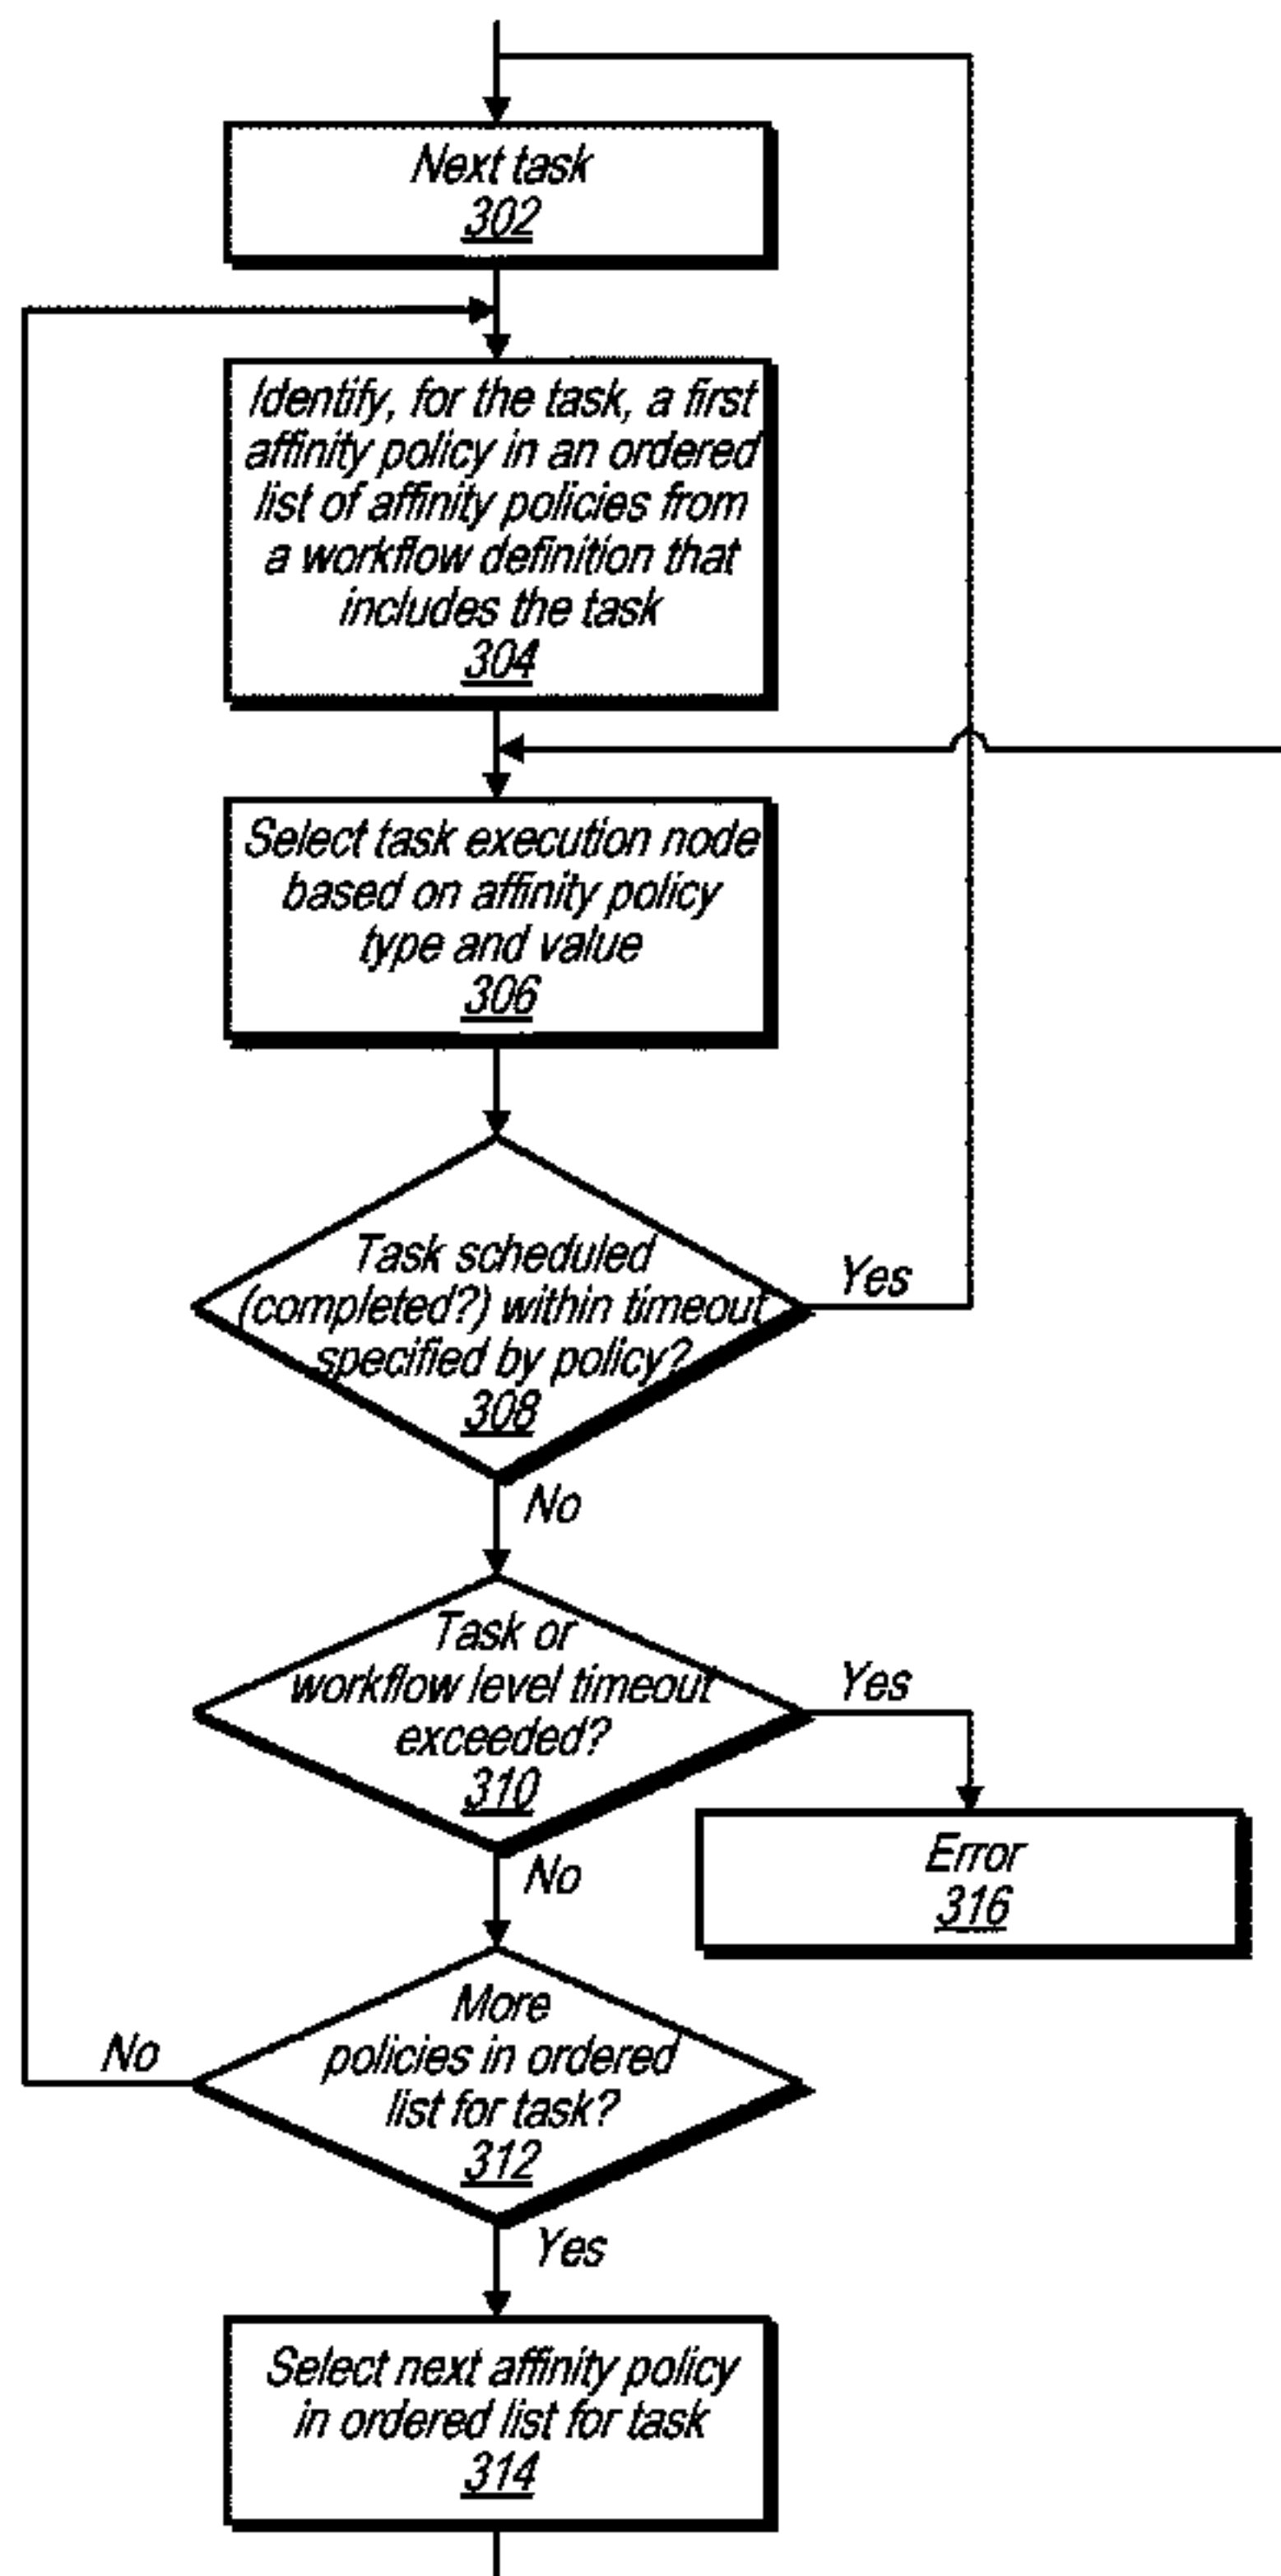 Next task
302
Identify, for the task, a first
affinity policy in an ordered
list of affinity policies from
a workflow definition that
includes the task
304
Select task execution node
based on affinity policy
type and value
306
Task scheduled
(completed?) within timeout
specified by policy?
308
Yes
No
Task or
workflow level timeout
exceeded?
310
Yes
No
Error
316
More
policies in ordered
list for task?
312
No
Yes
Select next affinity policy
in ordered list for task
314